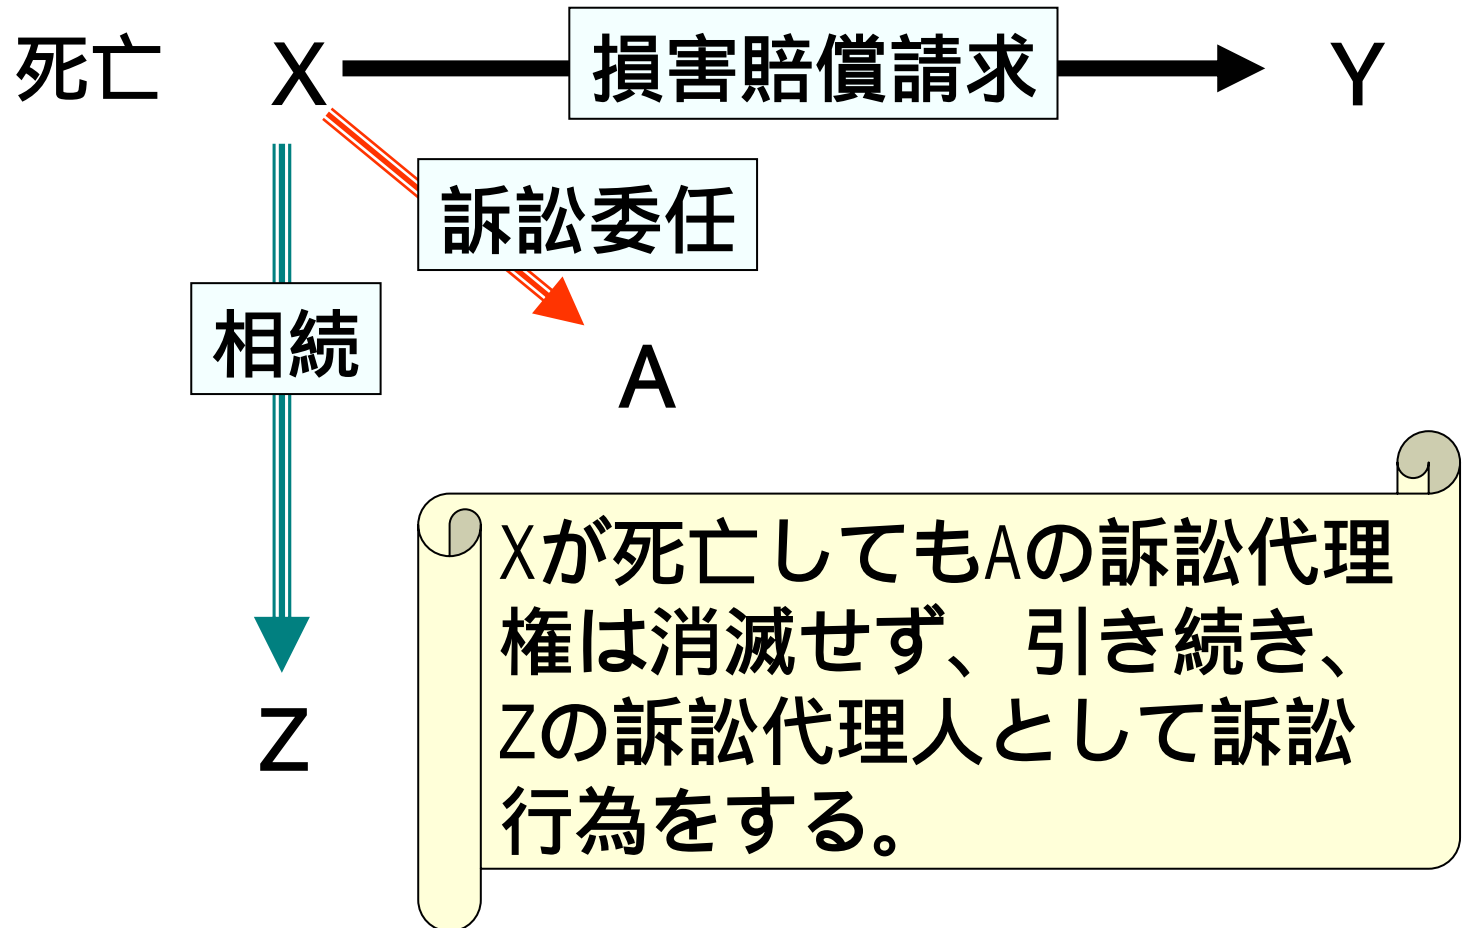 死亡 X 損害賠償請求 Y
訴訟委任
相続
A
Xが死亡してもAの訴訟代理
権は消滅せず、引き続き、
Zの訴訟代理人として訴訟
行為をする。
Z